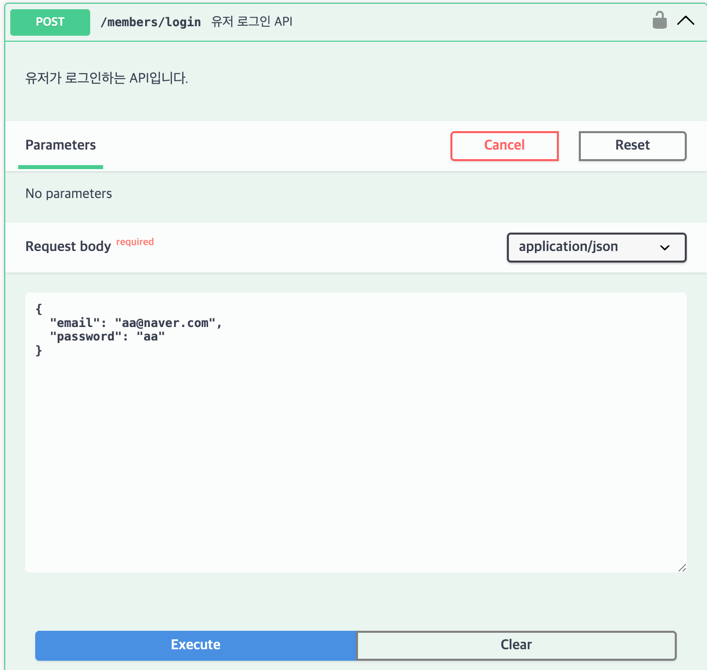 POST /members/login 유저 로그인 API
유저가 로그인하는 API입니다.
Parameters Cancel Reset
No parameters
Request body required application/json
{
"email": "aa@naver.com",
"password": "aa"
}
Execute Clear